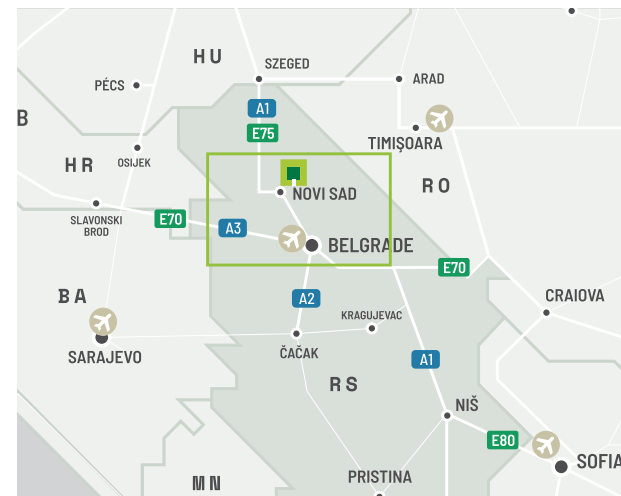 HU
SZEGED
PÉCS
ARAD
A1
B
E75
TIMIŞOARA
HR
OSIJEK
RO
NOVI SAD
SLAVONSKI
BROD
E70
A3
BELGRADE
E70
BA
A2
CRAIOVA
KRAGUJEVAC
SARAJEVO
ČAČAK
A1
RS
NIŠ
E80
SOFIA
PRISTINA
MN